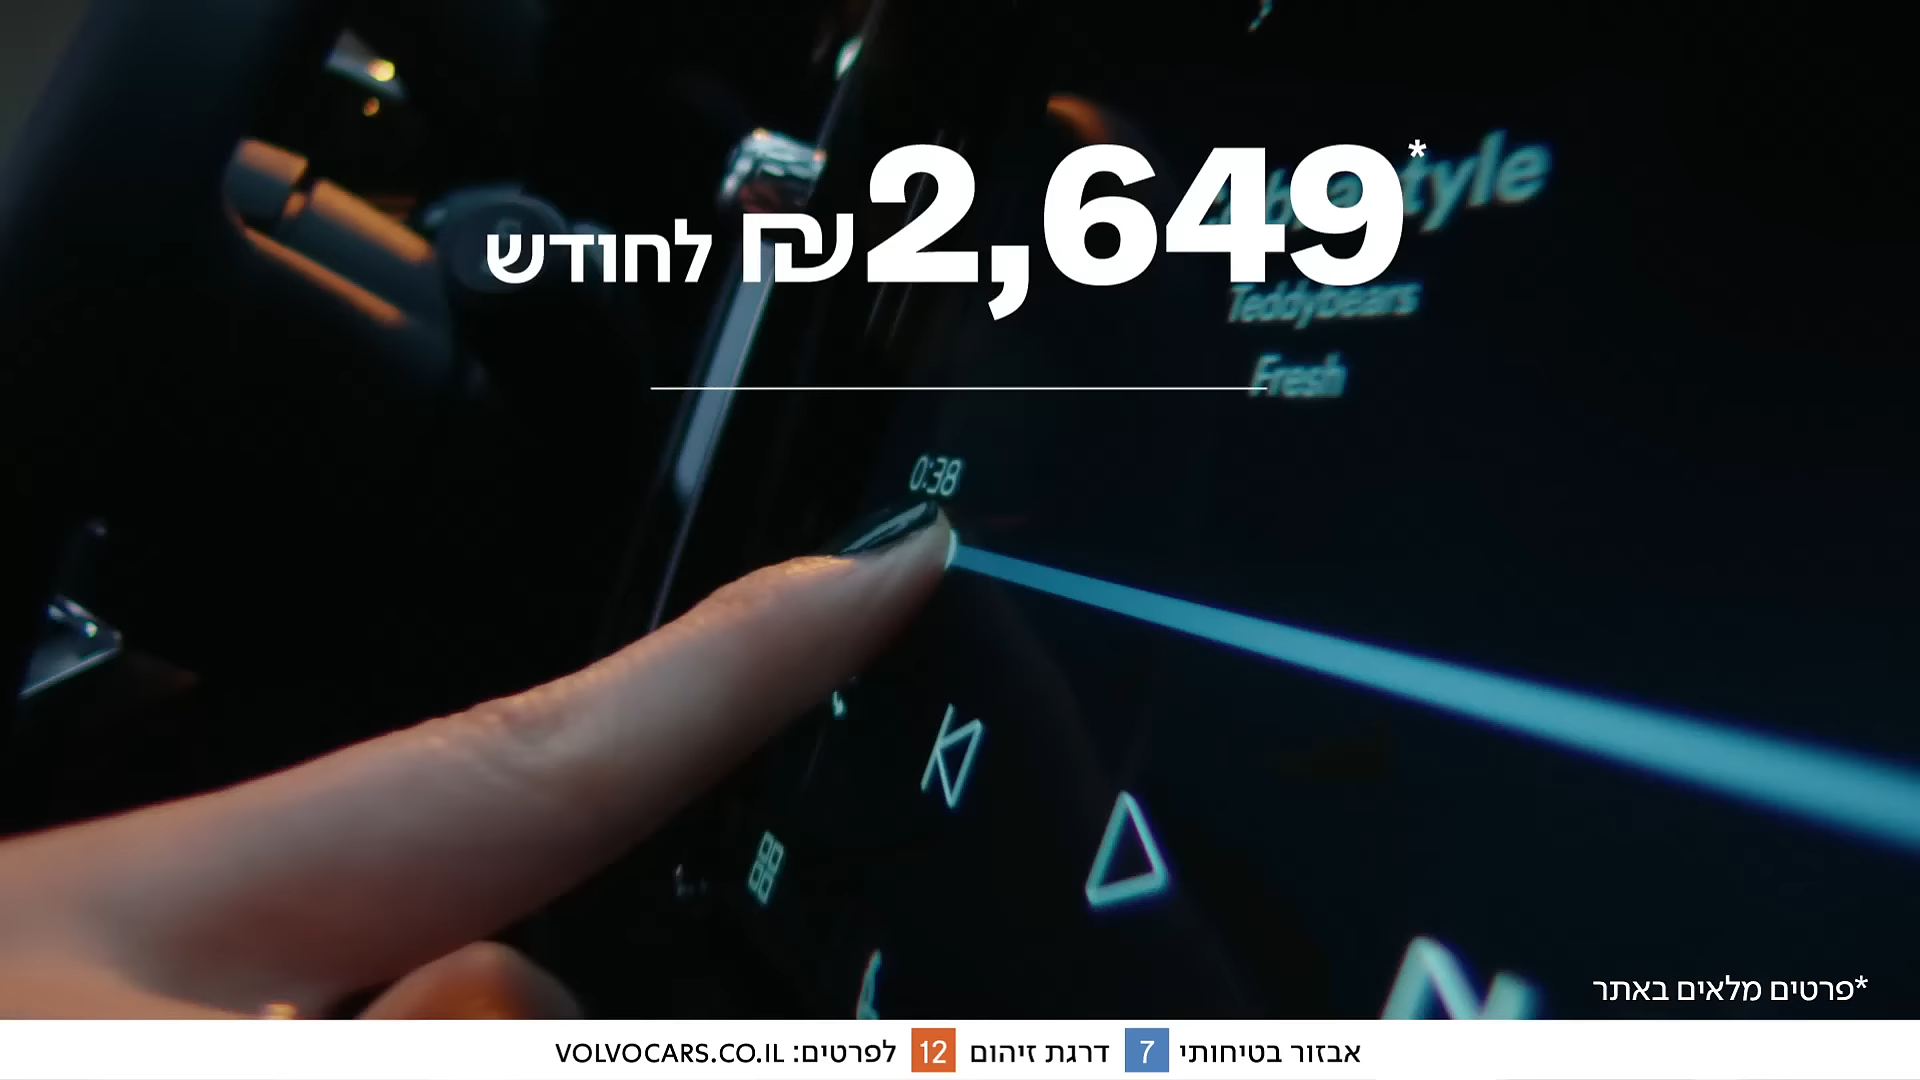 2,649* ₪ לחודש
Teddybears
Fresh
0:38
*פרטים מלאים באתר
אבזור בטיחותי 7 דרגת זיהום 12 לפרטים: VOLVOCARS.CO.IL